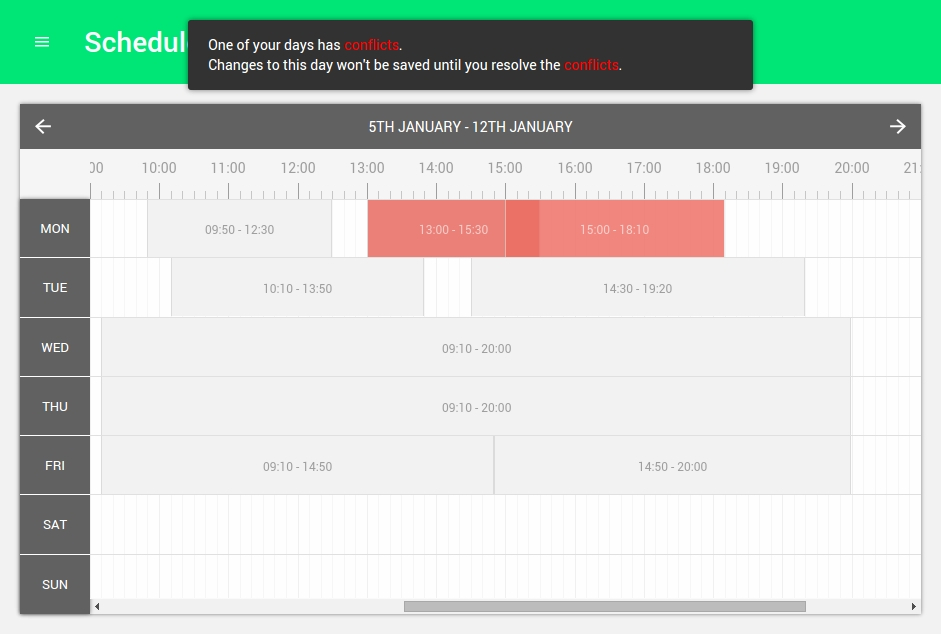 Schedul
One of your days has conflicts.
Changes to this day won't be saved until you resolve the conflicts.
5TH JANUARY - 12TH JANUARY
00 10:00 11:00 12:00 13:00 14:00 15:00 16:00 17:00 18:00 19:00 20:00 21:
MON 09:50 - 12:30 13:00 - 15:30 15:00 - 18:10
TUE 10:10 - 13:50 14:30 - 19:20
WED 09:10 - 20:00
THU 09:10 - 20:00
FRI 09:10 - 14:50 14:50 - 20:00
SAT
SUN